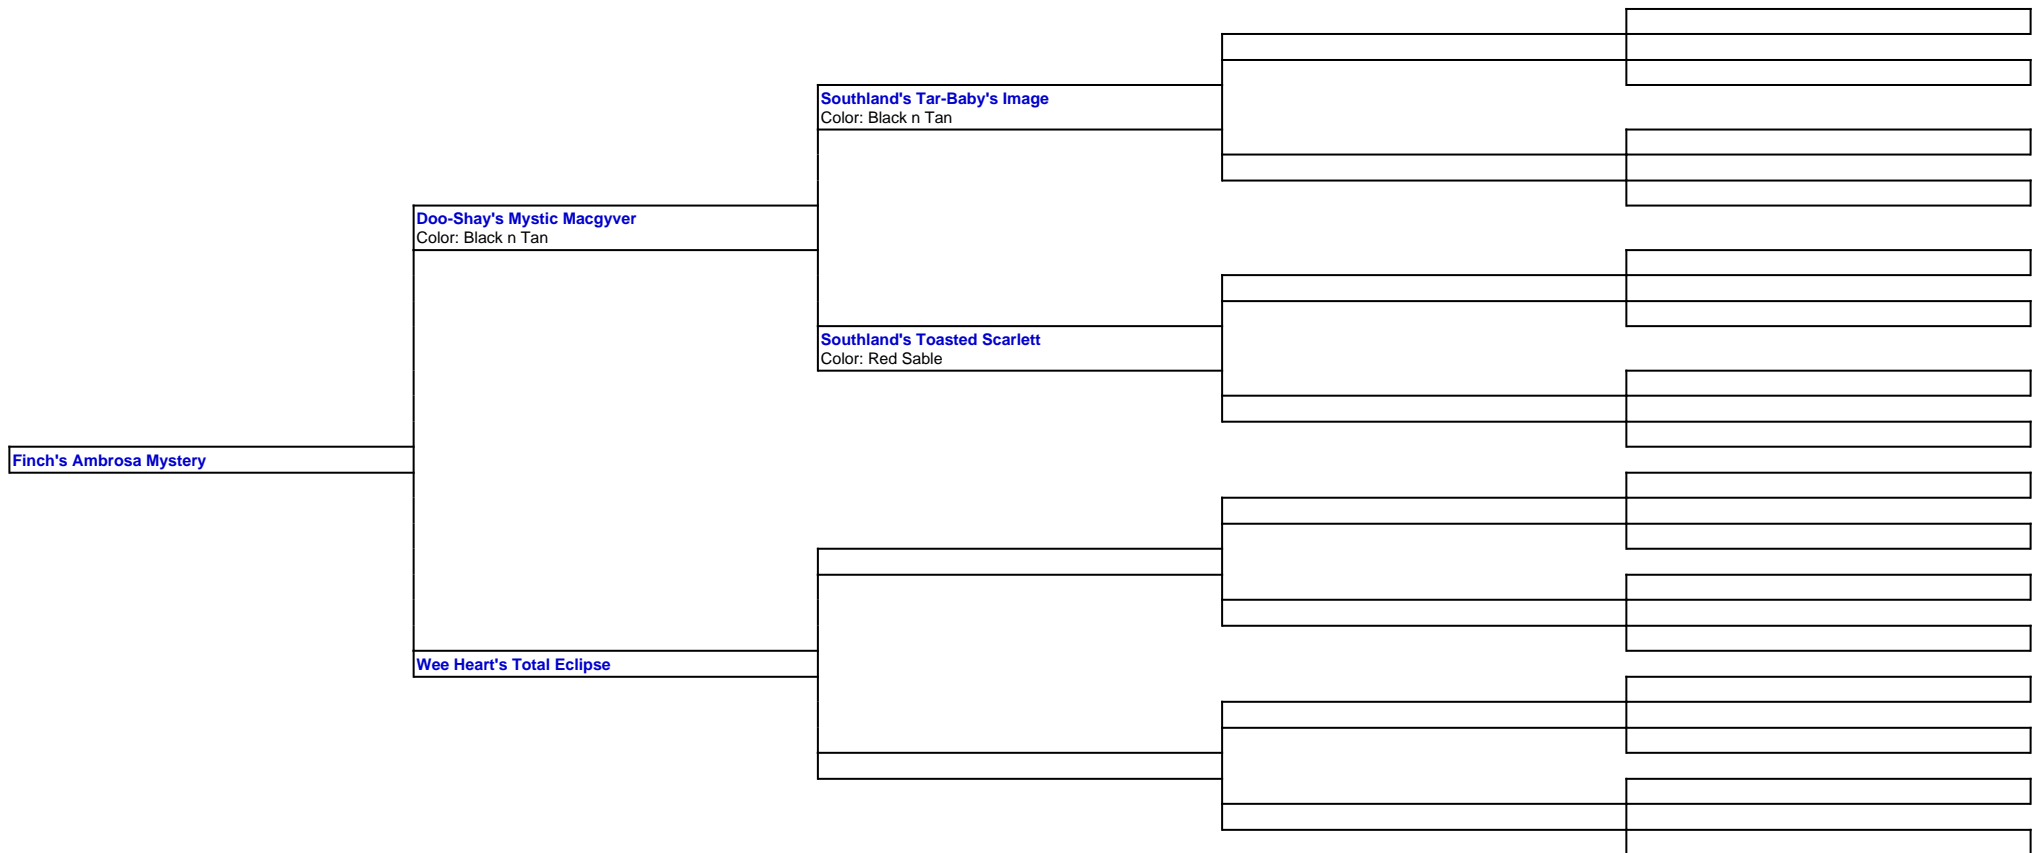 Southland's Tar-Baby's Image
Color: Black n Tan
Doo-Shay's Mystic Macgyver
Color: Black n Tan
Southland's Toasted Scarlett
Color: Red Sable
Finch's Ambrosa Mystery
Wee Heart's Total Eclipse